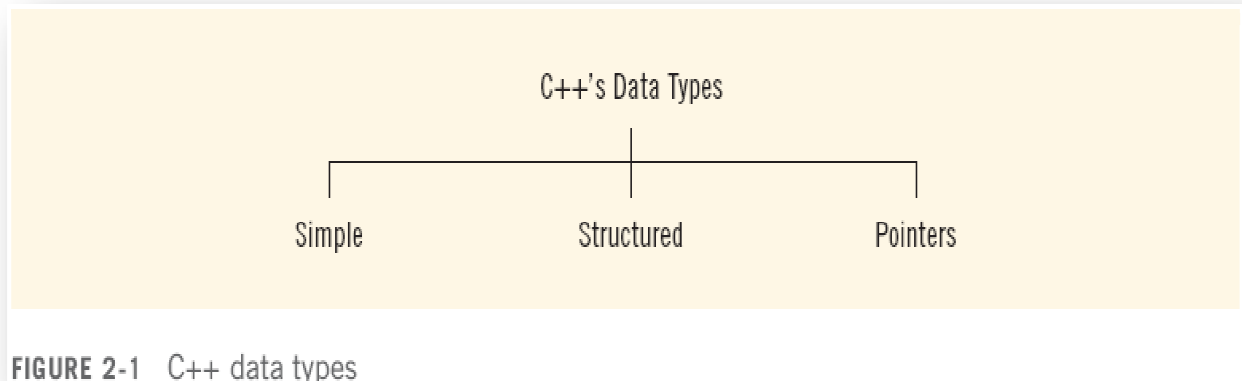 C++'s Data Types
Simple Structured Pointers
FIGURE 2-1 C++ data types